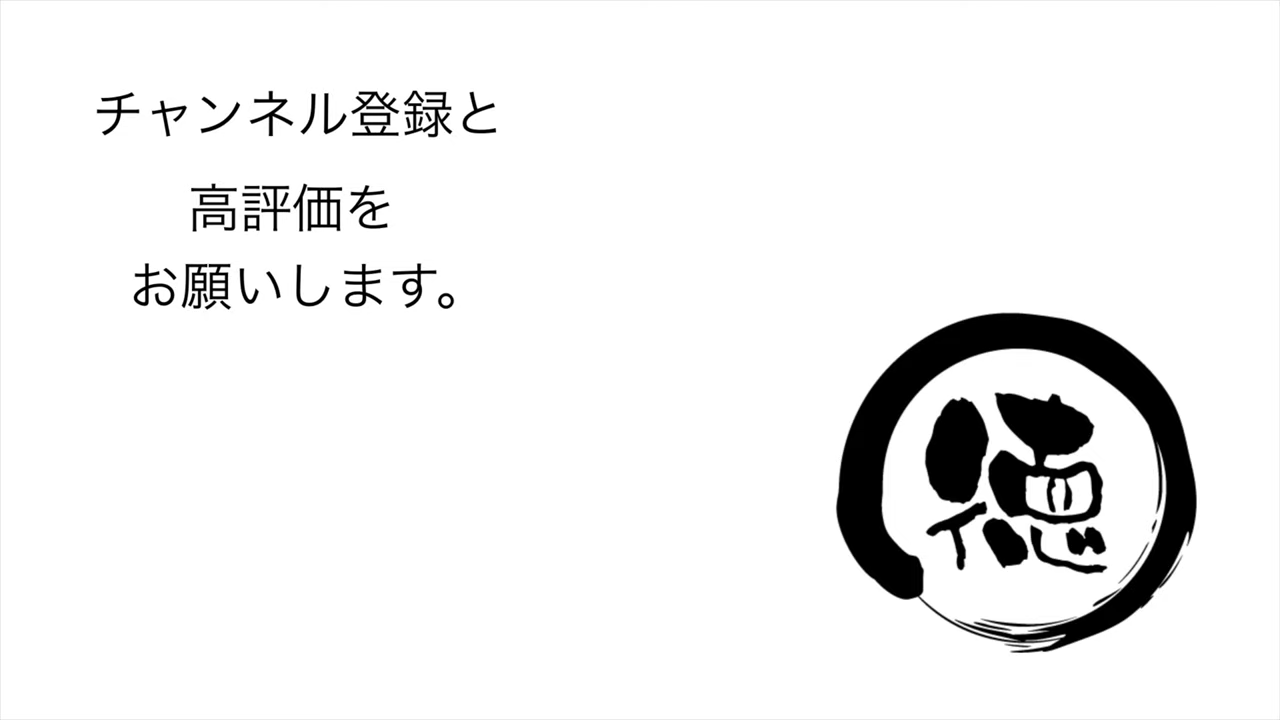 チャンネル登録と
高評価を
お願いします。
徳